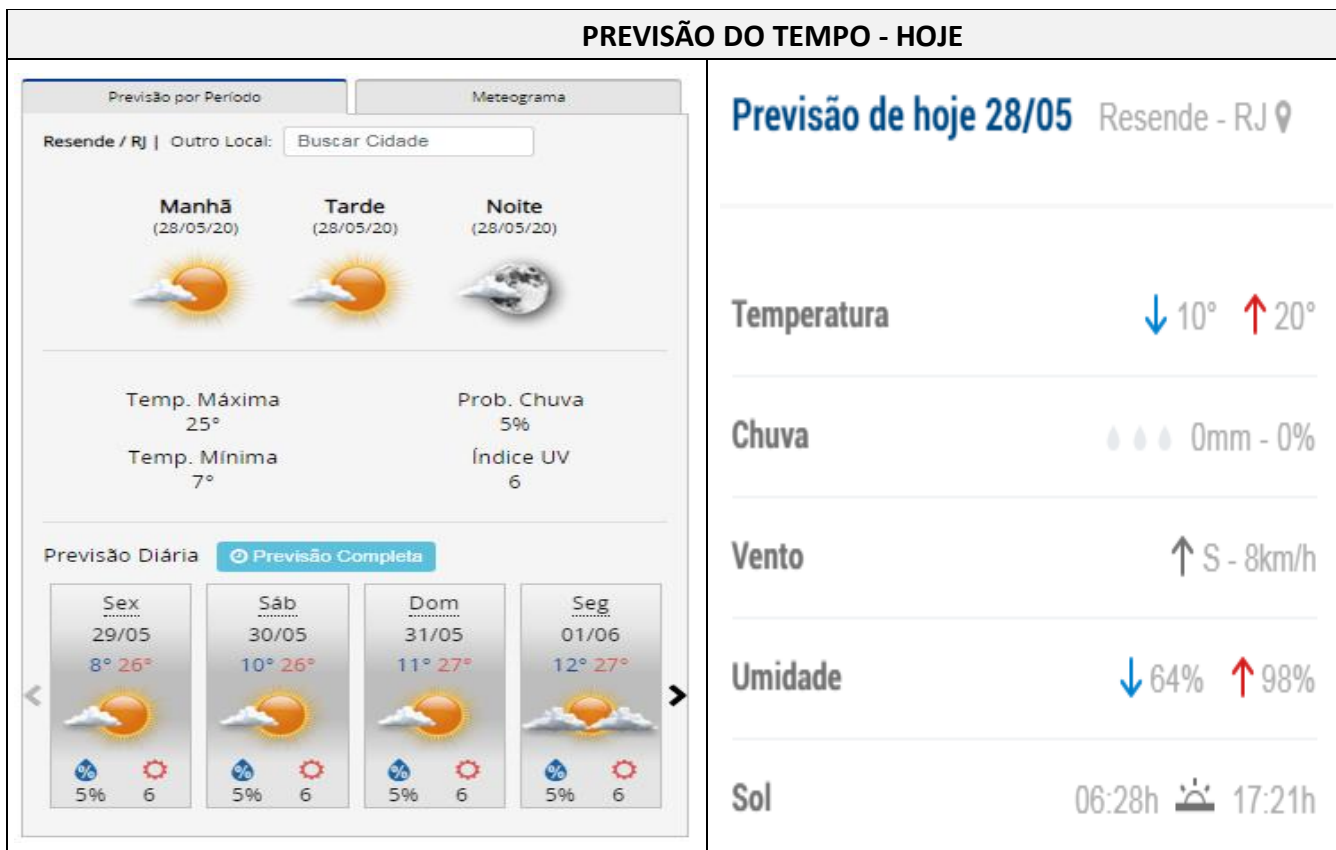 PREVISÃO DO TEMPO - HOJE
Previsão por Período
Meteograma
Resende / RJ | Outro Local: Buscar Cidade
Manhã Tarde Noite
(28/05/20) (28/05/20) (28/05/20)
Temp. Máxima Prob. Chuva
25° 5%
Temp. Mínima Índice UV
7° 6
Previsão Diária Previsão Completa
Sex Sáb Dom Seg
29/05 30/05 31/05 01/06
8° 26° 10° 26° 11° 27° 12° 27°
% % % %
5% 6 5% 6 5% 6 5% 6
Previsão de hoje 28/05 Resende - RJ
Temperatura ↓ 10° ↑ 20°
Chuva 0mm - 0%
Vento ↑ S - 8km/h
Umidade ↓ 64% ↑ 98%
Sol 06:28h 17:21h